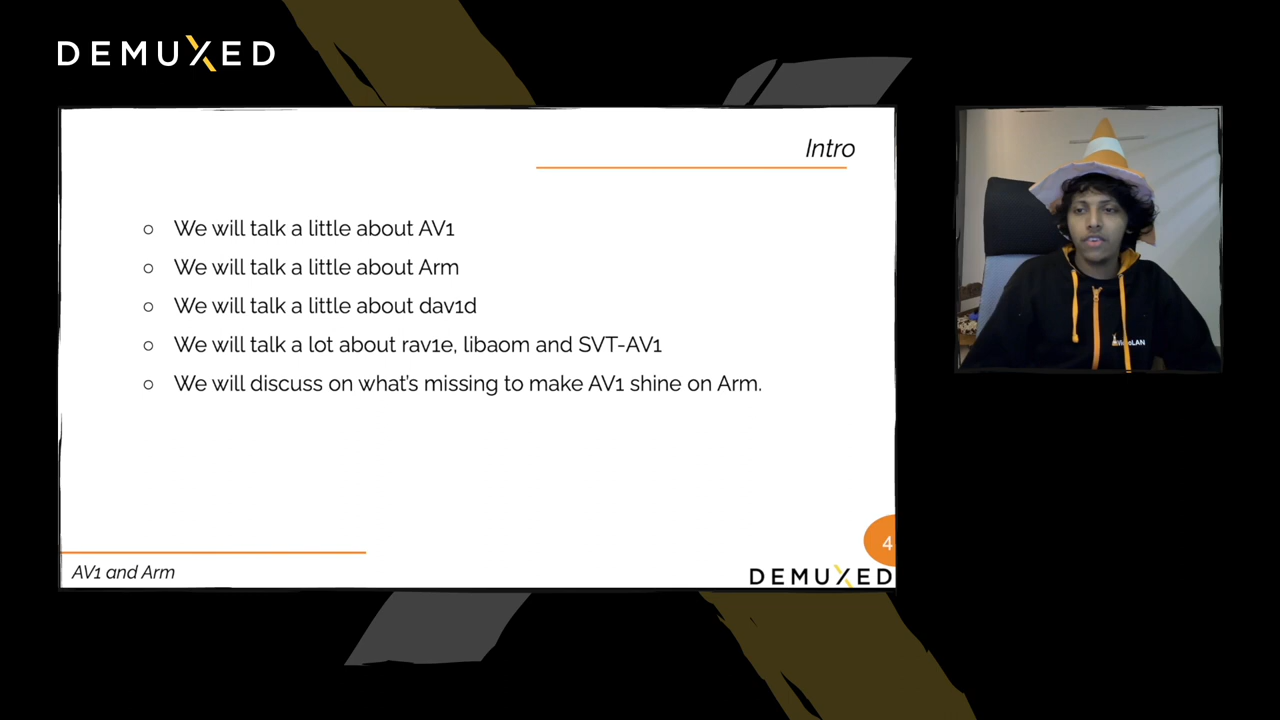 DEMUXED
Intro
We will talk a little about AV1
We will talk a little about Arm
We will talk a little about dav1d
We will talk a lot about rav1e, libaom and SVT-AV1
We will discuss on what's missing to make AV1 shine on Arm.
4
AV1 and Arm
DEMUXED
VideoLAN